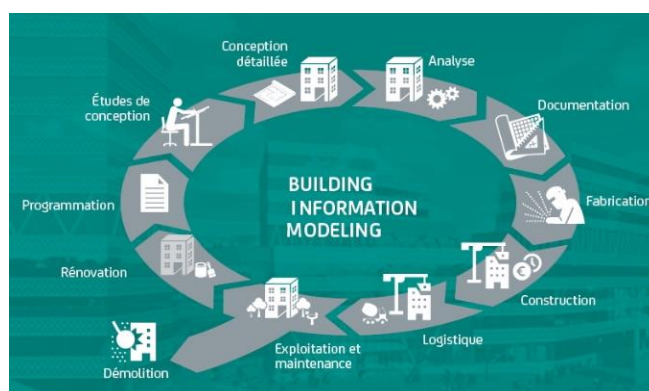 Conception
détaillée
Analyse
Études de
conception
Documentation
BUILDING
INFORMATION
MODELING
Programmation
Fabrication
Rénovation
Construction
Logistique
Exploitation et
maintenance
Démolition
€